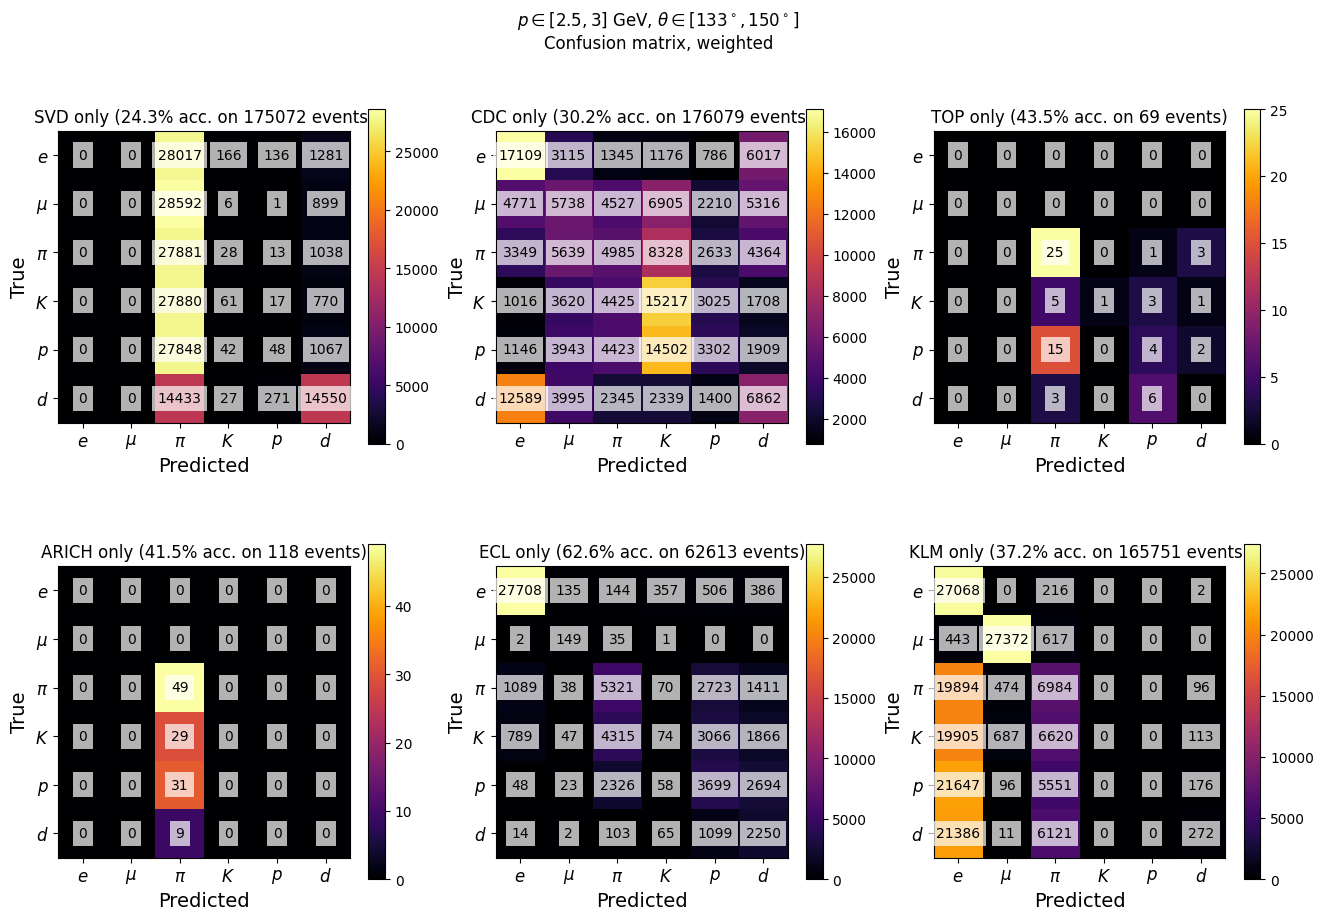 p ∈ [2.5, 3] GeV, θ ∈ [133°, 150°]
Confusion matrix, weighted
SVD only (24.3% acc. on 175072 events
True
e 0 0 28017 166 136 1281
μ 0 0 28592 6 1 899
π 0 0 27881 28 13 1038
K 0 0 27880 61 17 770
p 0 0 27848 42 48 1067
d 0 0 14433 27 271 14550
e μ π K p d
Predicted
25000
20000
15000
10000
5000
0
CDC only (30.2% acc. on 176079 events
True
e 17109 3115 1345 1176 786 6017
μ 4771 5738 4527 6905 2210 5316
π 3349 5639 4985 8328 2633 4364
K 1016 3620 4425 15217 3025 1708
p 1146 3943 4423 14502 3302 1909
d 12589 3995 2345 2339 1400 6862
e μ π K p d
Predicted
16000
14000
12000
10000
8000
6000
4000
2000
TOP only (43.5% acc. on 69 events)
True
e 0 0 0 0 0 0
μ 0 0 0 0 0 0
π 0 0 25 0 1 3
K 0 0 5 1 3 1
p 0 0 15 0 4 2
d 0 0 3 0 6 0
e μ π K p d
Predicted
25
20
15
10
5
0
ARICH only (41.5% acc. on 118 events)
True
e 0 0 0 0 0 0
μ 0 0 0 0 0 0
π 0 0 49 0 0 0
K 0 0 29 0 0 0
p 0 0 31 0 0 0
d 0 0 9 0 0 0
e μ π K p d
Predicted
40
30
20
10
0
ECL only (62.6% acc. on 62613 events)
True
e 27708 135 144 357 506 386
μ 2 149 35 1 0 0
π 1089 38 5321 70 2723 1411
K 789 47 4315 74 3066 1866
p 48 23 2326 58 3699 2694
d 14 2 103 65 1099 2250
e μ π K p d
Predicted
25000
20000
15000
10000
5000
0
KLM only (37.2% acc. on 165751 events
True
e 27068 0 216 0 0 2
μ 443 27372 617 0 0 0
π 19894 474 6984 0 0 96
K 19905 687 6620 0 0 113
p 21647 96 5551 0 0 176
d 21386 11 6121 0 0 272
e μ π K p d
Predicted
25000
20000
15000
10000
5000
0